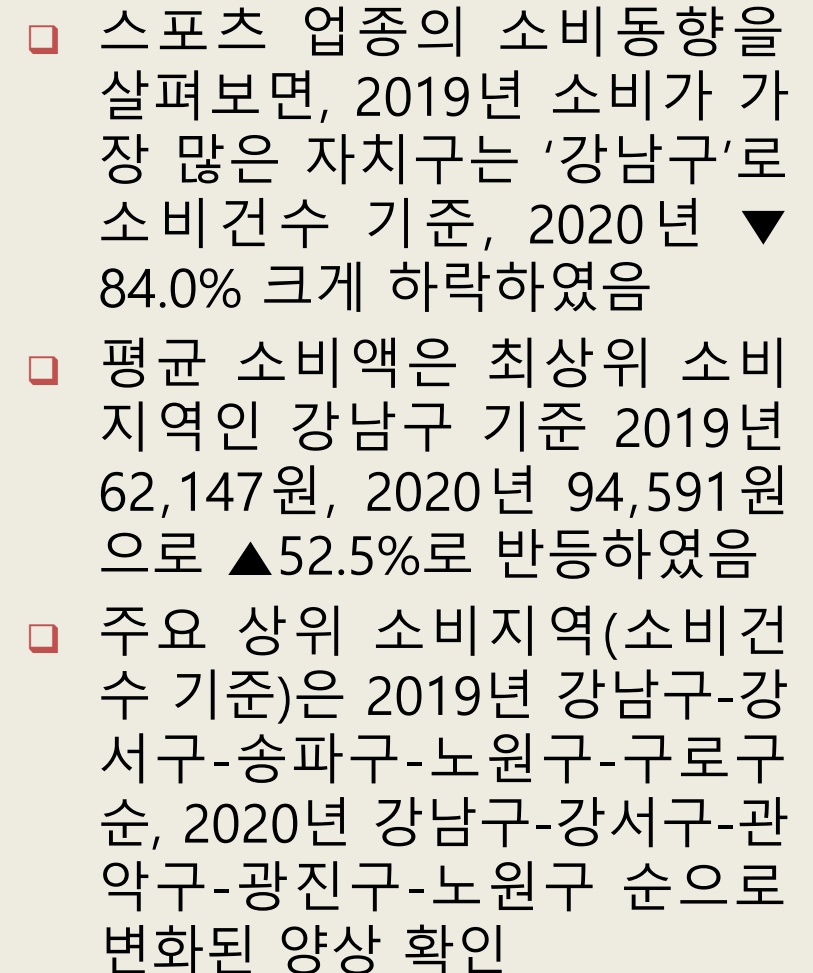 ❑ 스포츠 업종의 소비동향을
살펴보면, 2019년 소비가 가
장 많은 자치구는 ‘강남구’로
소비건수 기준, 2020년 ▼
84.0% 크게 하락하였음
❑ 평균 소비액은 최상위 소비
지역인 강남구 기준 2019년
62,147원, 2020년 94,591원
으로 ▲52.5%로 반등하였음
❑ 주요 상위 소비지역(소비건
수 기준)은 2019년 강남구-강
서구-송파구-노원구-구로구
순, 2020년 강남구-강서구-관
악구-광진구-노원구 순으로
변화된 양상 확인